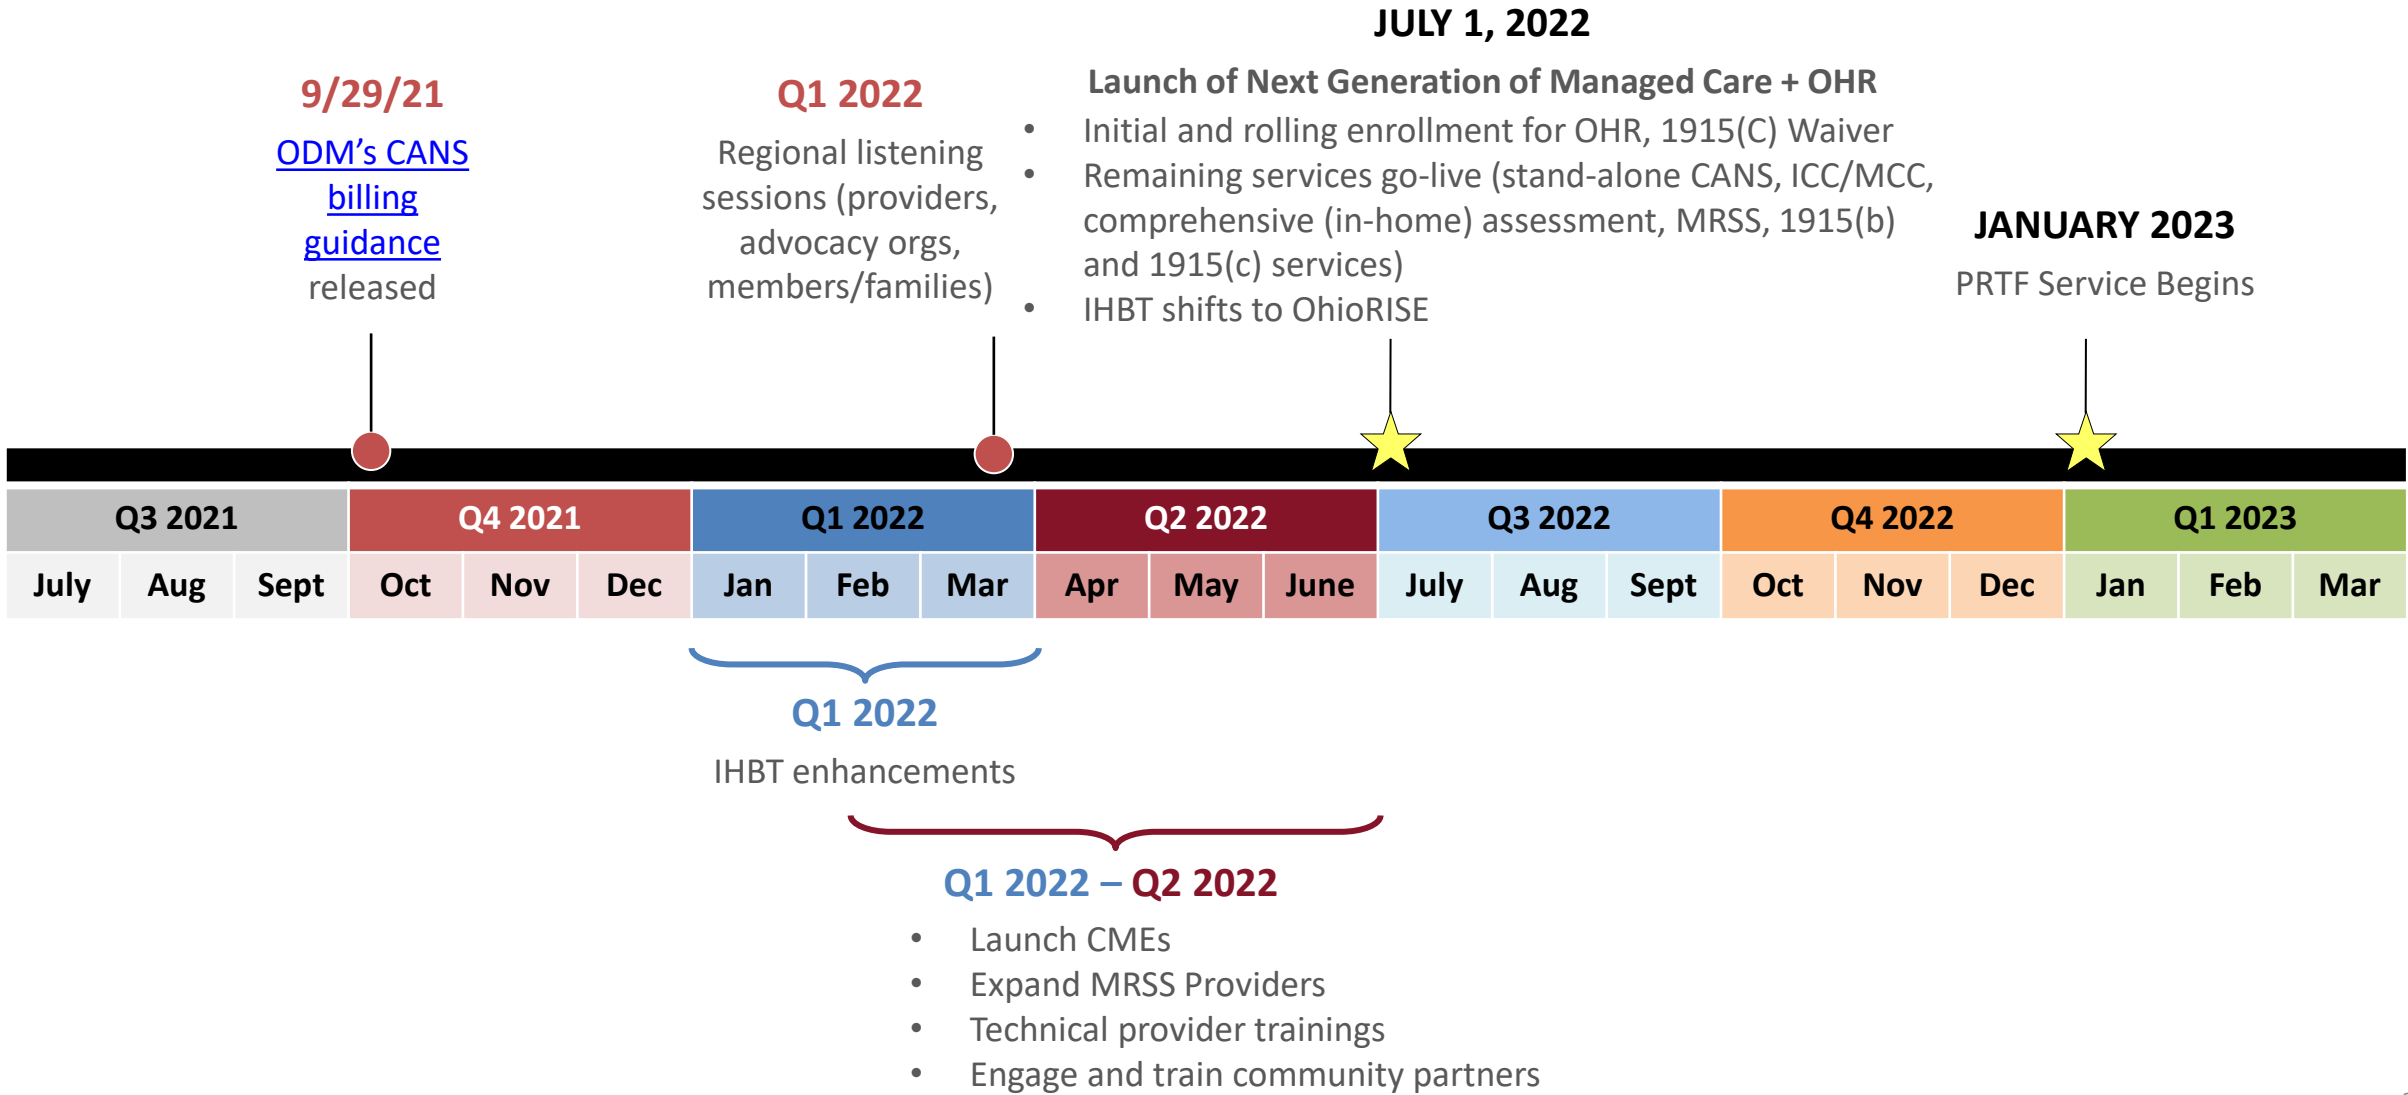 JULY 1, 2022
Launch of Next Generation of Managed Care + OHR
• Initial and rolling enrollment for OHR, 1915(C) Waiver
• Remaining services go-live (stand-alone CANS, ICC/MCC,
comprehensive (in-home) assessment, MRSS, 1915(b)
and 1915(c) services)
• IHBT shifts to OhioRISE
9/29/21
ODM’s CANS
billing
guidance
released
Q1 2022
Regional listening
sessions (providers,
advocacy orgs,
members/families)
JANUARY 2023
PRTF Service Begins
Q3 2021 Q4 2021 Q1 2022 Q2 2022 Q3 2022 Q4 2022 Q1 2023
July Aug Sept Oct Nov Dec Jan Feb Mar Apr May June July Aug Sept Oct Nov Dec Jan Feb Mar
Q1 2022
IHBT enhancements
Q1 2022 – Q2 2022
• Launch CMEs
• Expand MRSS Providers
• Technical provider trainings
• Engage and train community partners